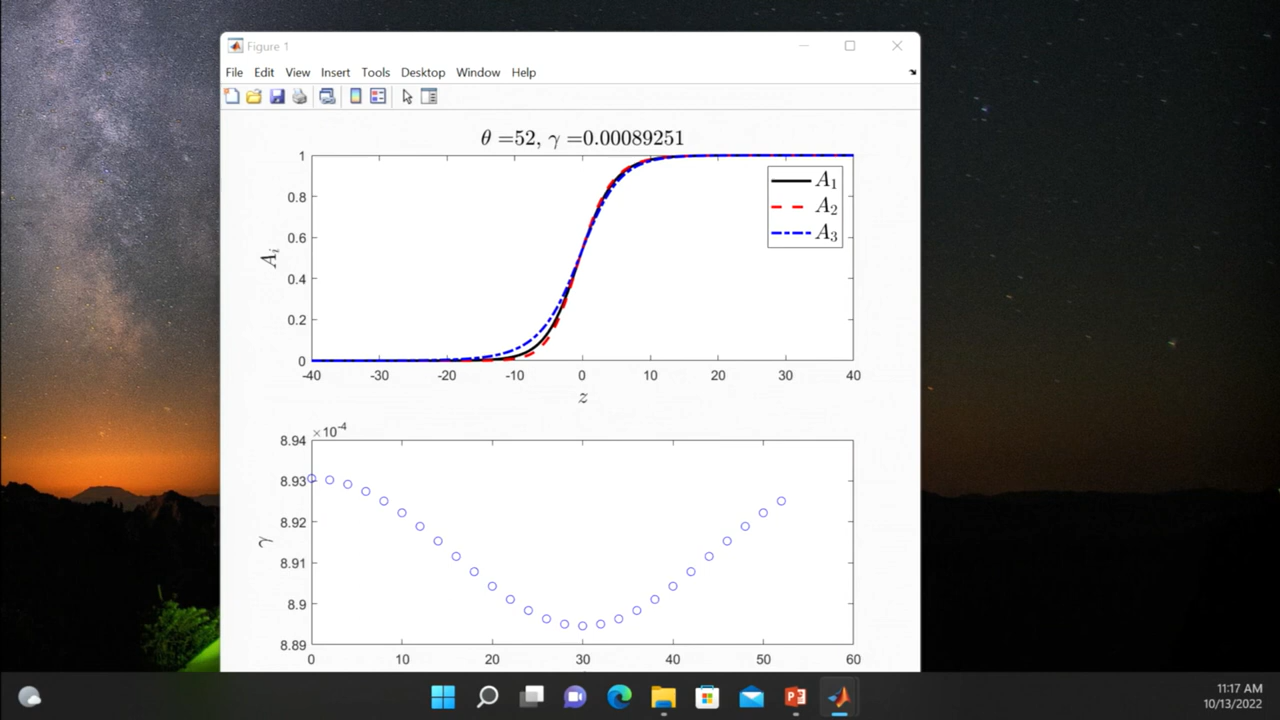 Figure 1
File Edit View Insert Tools Desktop Window Help
θ =52, γ =0.00089251
1
0.8
0.6
0.4
0.2
0
A_i
A_1
A_2
A_3
-40 -30 -20 -10 0 10 20 30 40
z
×10^-4
8.94
8.93
8.92
8.91
8.9
8.89
γ
0 10 20 30 40 50 60
11:17 AM
10/13/2022